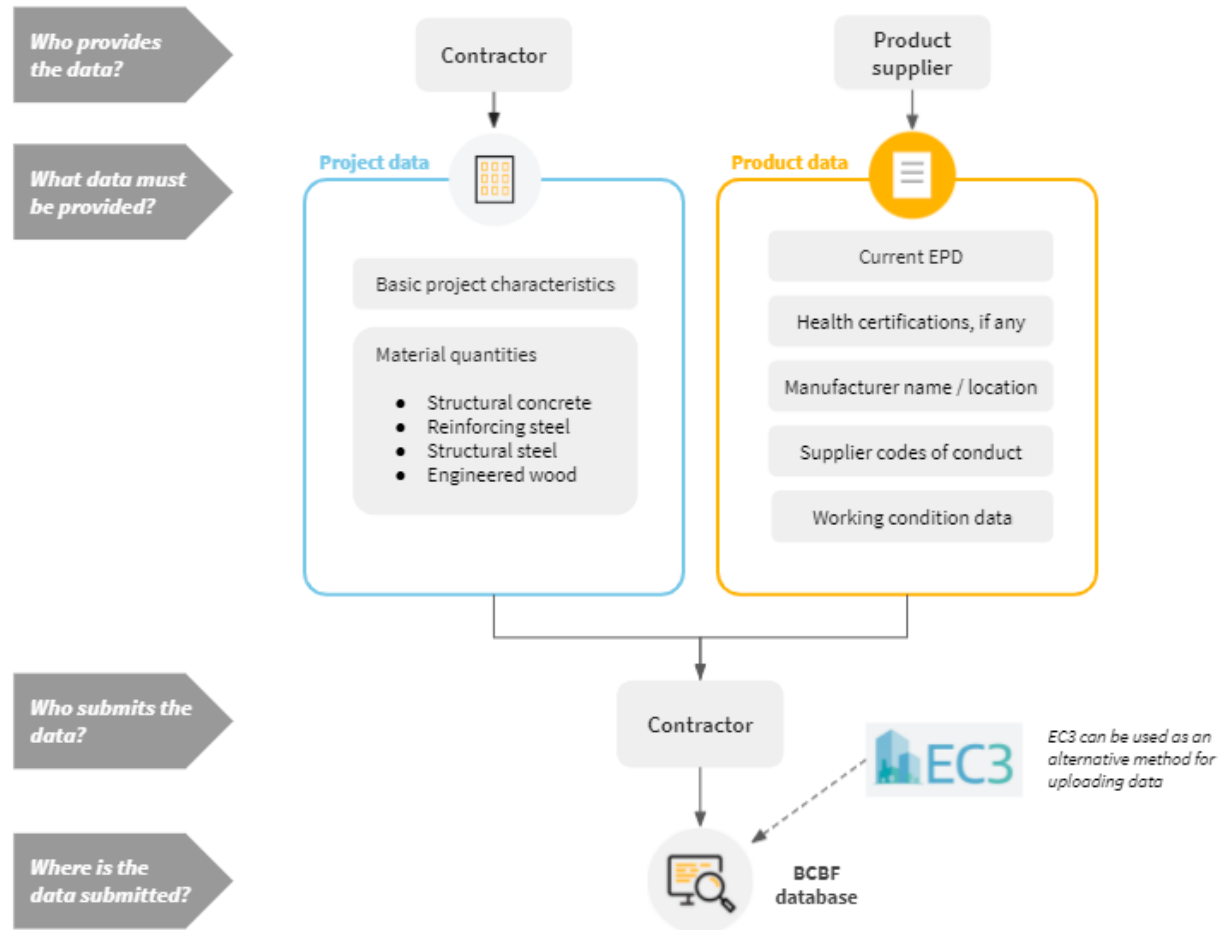 Who provides
the data?
Contractor
Product
supplier
What data must
be provided?
Project data
Basic project characteristics
Material quantities
● Structural concrete
● Reinforcing steel
● Structural steel
● Engineered wood
Product data
Current EPD
Health certifications, if any
Manufacturer name / location
Supplier codes of conduct
Working condition data
Who submits the
data?
Contractor
EC3
EC3 can be used as an
alternative method for
uploading data
Where is the
data submitted?
BCBF
database